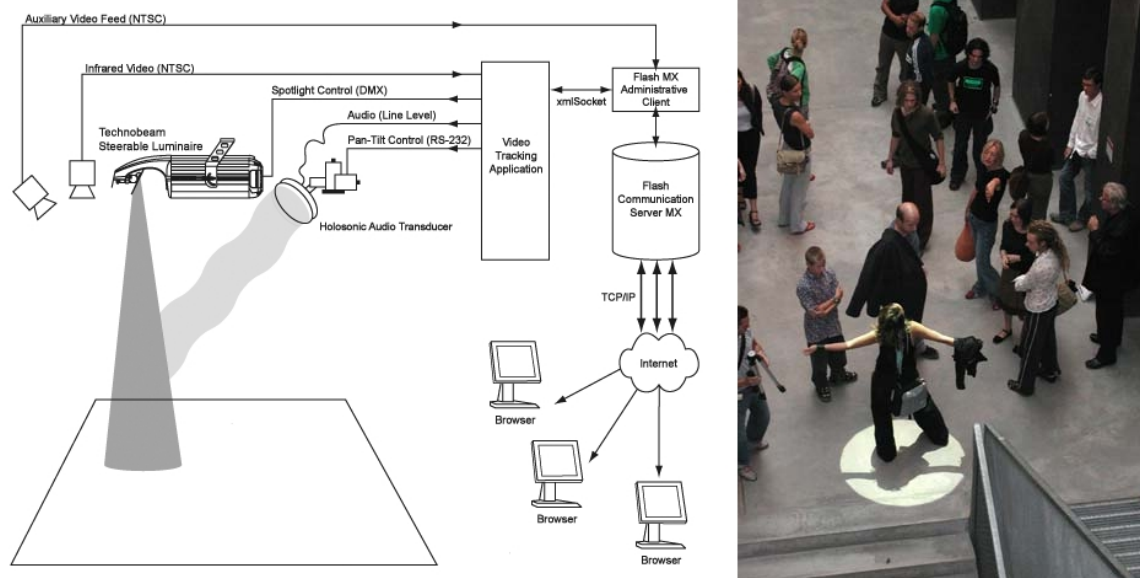 Auxiliary Video Feed (NTSC)
Infrared Video (NTSC)
Spotlight Control (DMX)
Audio (Line Level)
Pan-Tilt Control (RS-232)
Technobeam
Steerable Luminaire
Holosonic Audio Transducer
Video
Tracking
Application
xmlSocket
Flash MX
Administrative
Client
Flash
Communication
Server MX
TCP/IP
Internet
Browser
Browser
Browser